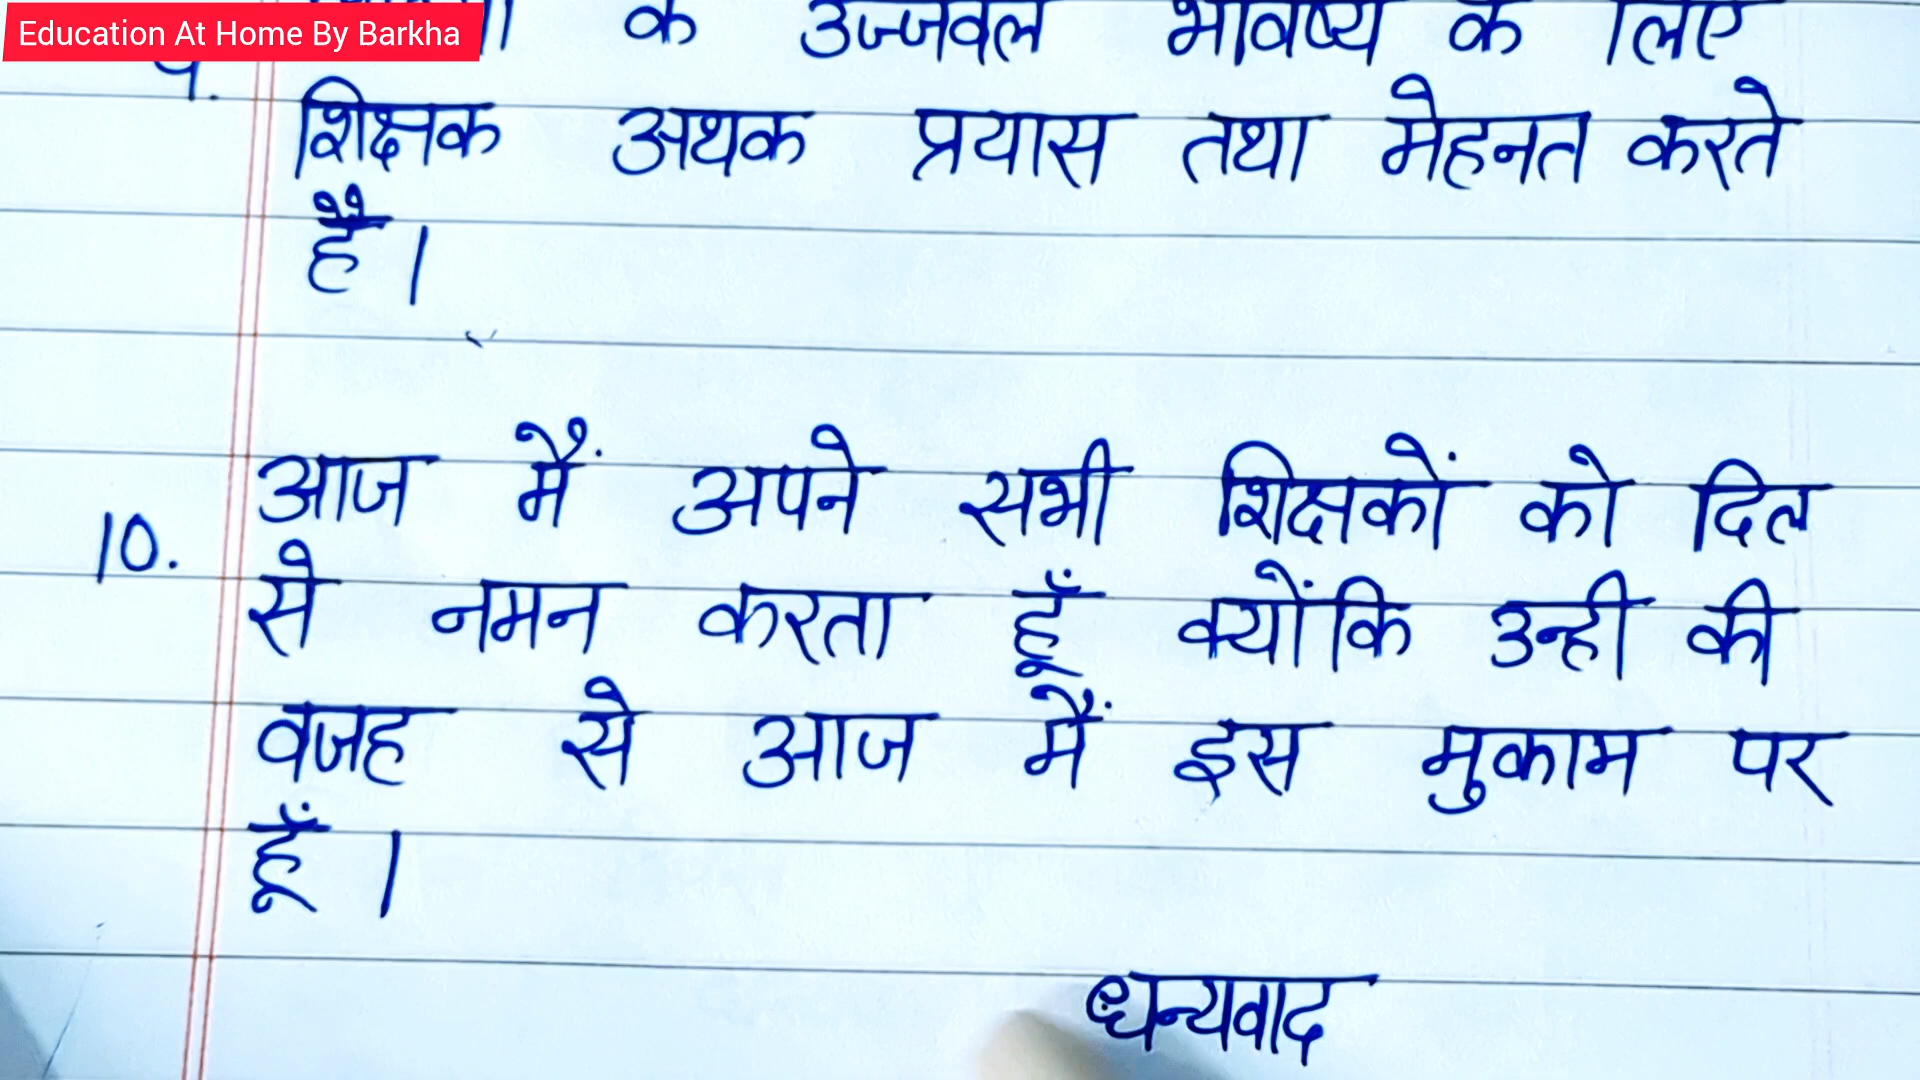 Education At Home By Barkha
के उज्जवल भविष्य के लिए
9. शिक्षक अथक प्रयास तथा मेहनत करते
है।
आज मैं अपने सभी शिक्षकों को दिल
10. से नमन करता हूँ क्योंकि उन्ही की
वजह से आज मैं इस मुकाम पर
हूँ।
धन्यवाद